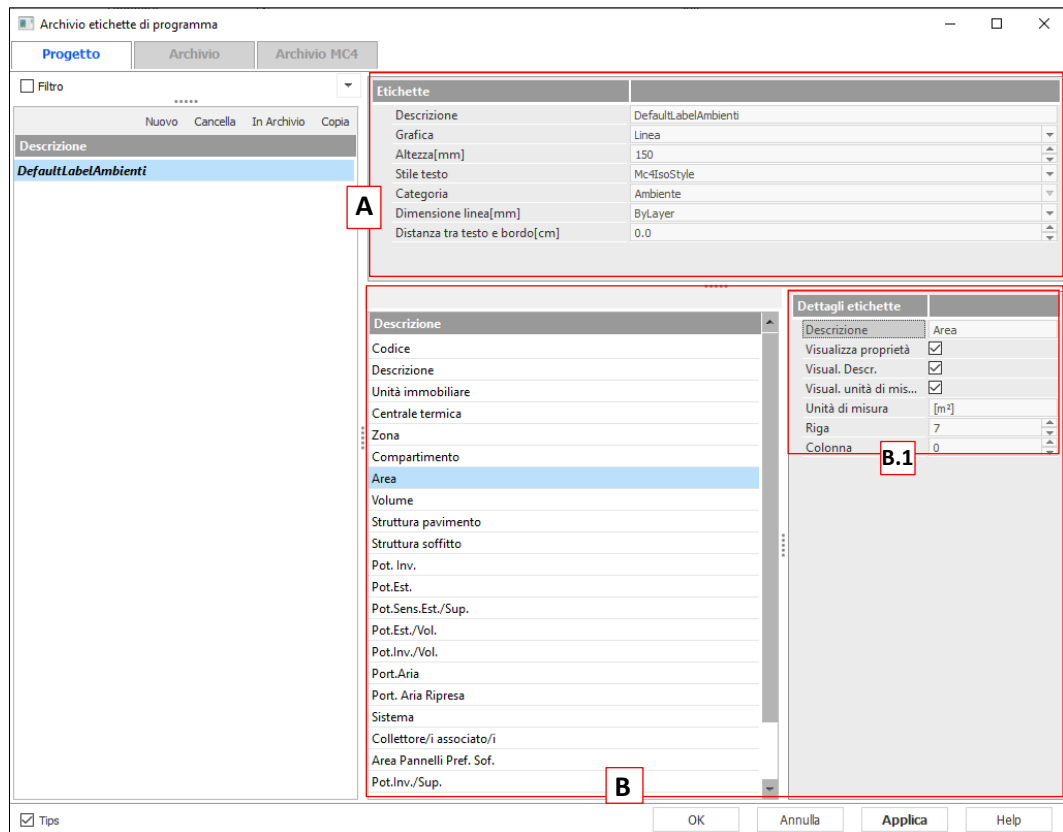 Archivio etichette di programma
Progetto Archivio Archivio MC4
Filtro
Nuovo Cancella In Archivio Copia
Descrizione
DefaultLabelAmbienti
A
Etichette
Descrizione DefaultLabelAmbienti
Grafica Linea
Altezza[mm] 150
Stile testo Mc4IsoStyle
Categoria Ambiente
Dimensione linea[mm] ByLayer
Distanza tra testo e bordo[cm] 0.0
Descrizione
Codice
Descrizione
Unità immobiliare
Centrale termica
Zona
Compartimento
Area
Volume
Struttura pavimento
Struttura soffitto
Pot. Inv.
Pot.Est.
Pot.Sens.Est./Sup.
Pot.Est./Vol.
Pot.Inv./Vol.
Port.Aria
Port. Aria Ripresa
Sistema
Collettore/i associato/i
Area Pannelli Pref. Sof.
Pot.Inv./Sup.
B
Dettagli etichette
Descrizione Area
Visualizza proprietà
Visual. Descr.
Visual. unità di mis...
Unità di misura [m²]
Riga 7
Colonna 0
B.1
Tips
OK Annulla Applica Help